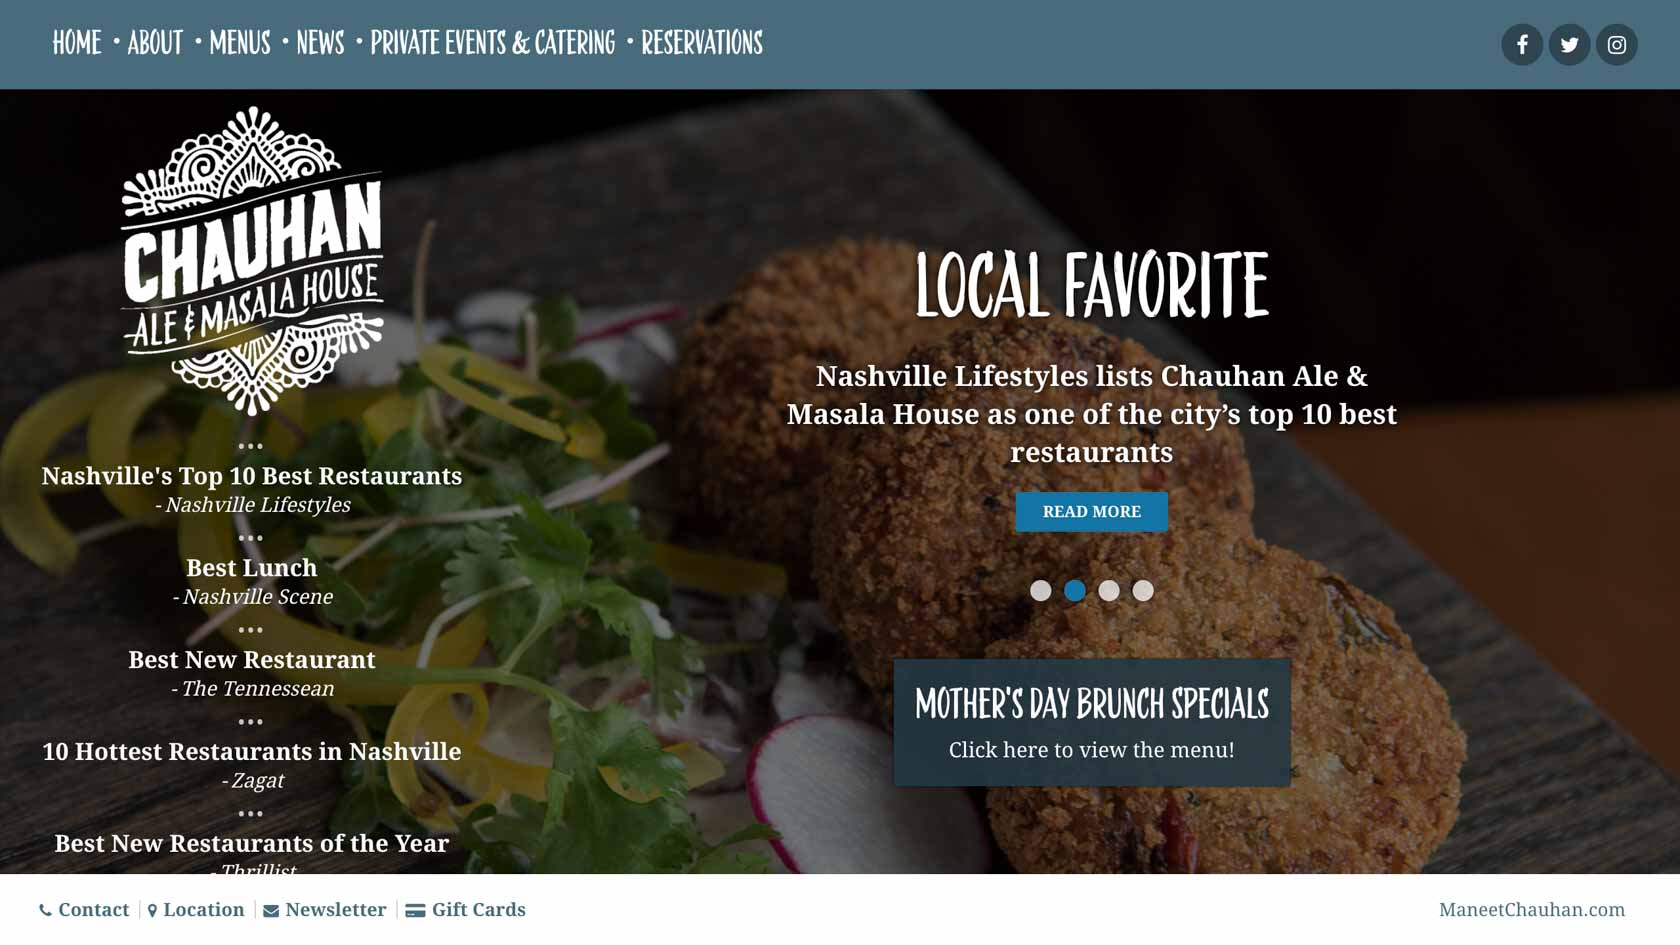 HOME • ABOUT • MENUS • NEWS • PRIVATE EVENTS & CATERING • RESERVATIONS
CHAUHAN
ALE & MASALA HOUSE
Nashville's Top 10 Best Restaurants
- Nashville Lifestyles
Best Lunch
- Nashville Scene
Best New Restaurant
- The Tennessean
10 Hottest Restaurants in Nashville
- Zagat
Best New Restaurants of the Year
- Thrillist
LOCAL FAVORITE
Nashville Lifestyles lists Chauhan Ale &
Masala House as one of the city’s top 10 best
restaurants
READ MORE
MOTHER'S DAY BRUNCH SPECIALS
Click here to view the menu!
Contact
Location
Newsletter
Gift Cards
ManeetChauhan.com